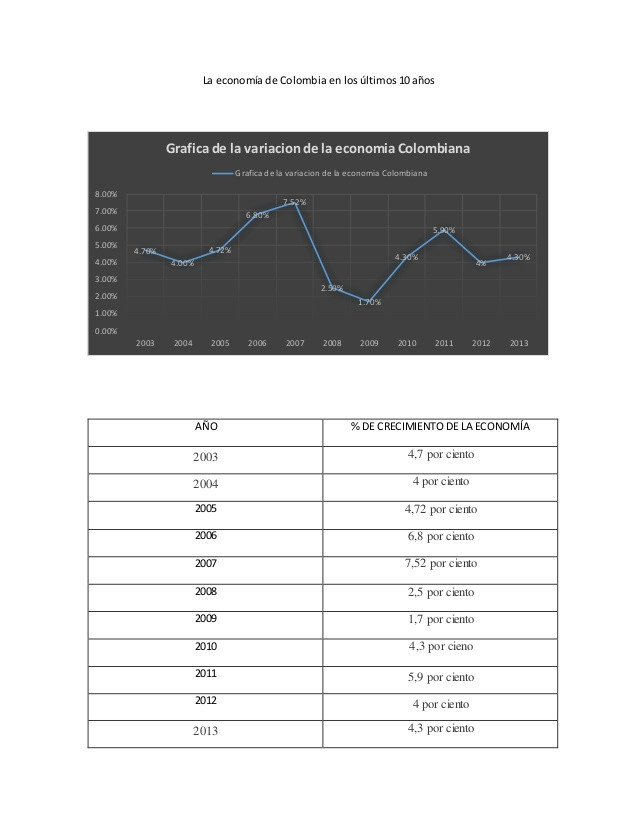 La economía de Colombia en los últimos 10 años
Grafica de la variacion de la economia Colombiana
Grafica de la variacion de la economia Colombiana
8.00%
7.00%
6.00%
5.00%
4.00%
3.00%
2.00%
1.00%
0.00%
4.70%
4.00%
4.72%
6.80%
7.52%
2.50%
1.70%
4.30%
5.90%
4%
4.30%
2003 2004 2005 2006 2007 2008 2009 2010 2011 2012 2013
AÑO % DE CRECIMIENTO DE LA ECONOMÍA
2003 4,7 por ciento
2004 4 por ciento
2005 4,72 por ciento
2006 6,8 por ciento
2007 7,52 por ciento
2008 2,5 por ciento
2009 1,7 por ciento
2010 4,3 por cieno
2011 5,9 por ciento
2012 4 por ciento
2013 4,3 por ciento